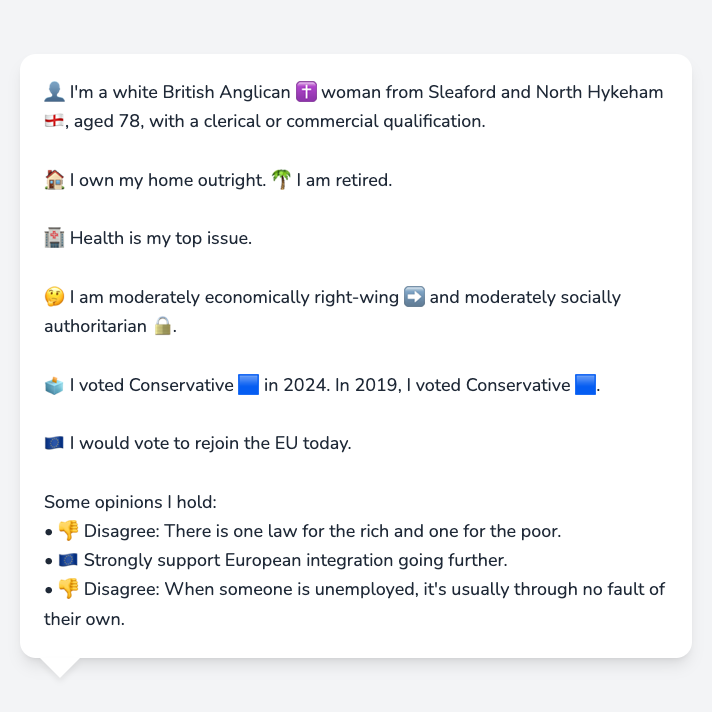 👤 I'm a white British Anglican ✝️ woman from Sleaford and North Hykeham
🏴󠁧󠁢󠁥󠁮󠁧󠁿, aged 78, with a clerical or commercial qualification.
🏠 I own my home outright. 🌴 I am retired.
🏥 Health is my top issue.
🤔 I am moderately economically right-wing ➡️ and moderately socially
authoritarian 🔒.
🗳️ I voted Conservative 🟦 in 2024. In 2019, I voted Conservative 🟦.
🇪🇺 I would vote to rejoin the EU today.
Some opinions I hold:
• 👎 Disagree: There is one law for the rich and one for the poor.
• 🇪🇺 Strongly support European integration going further.
• 👎 Disagree: When someone is unemployed, it's usually through no fault of
their own.